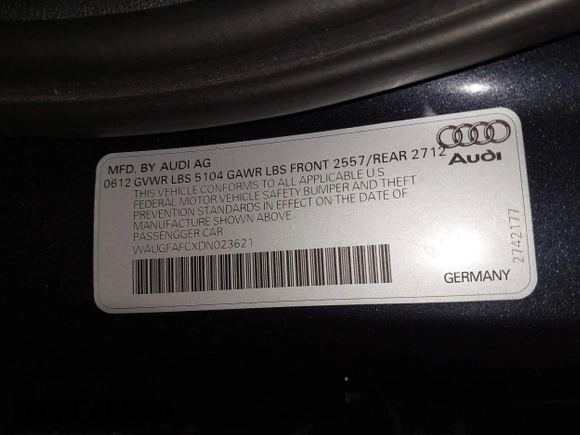 MFD. BY AUDI AG
0612 GVWR LBS 5104 GAWR LBS FRONT 2557/REAR 2712
THIS VEHICLE CONFORMS TO ALL APPLICABLE U S
FEDERAL MOTOR VEHICLE SAFETY BUMPER AND THEFT
PREVENTION STANDARDS IN EFFECT ON THE DATE OF
MANUFACTURE SHOWN ABOVE
PASSENGGER CAR
WAUGFAFCXDN023621
Audi
2742177
GERMANY